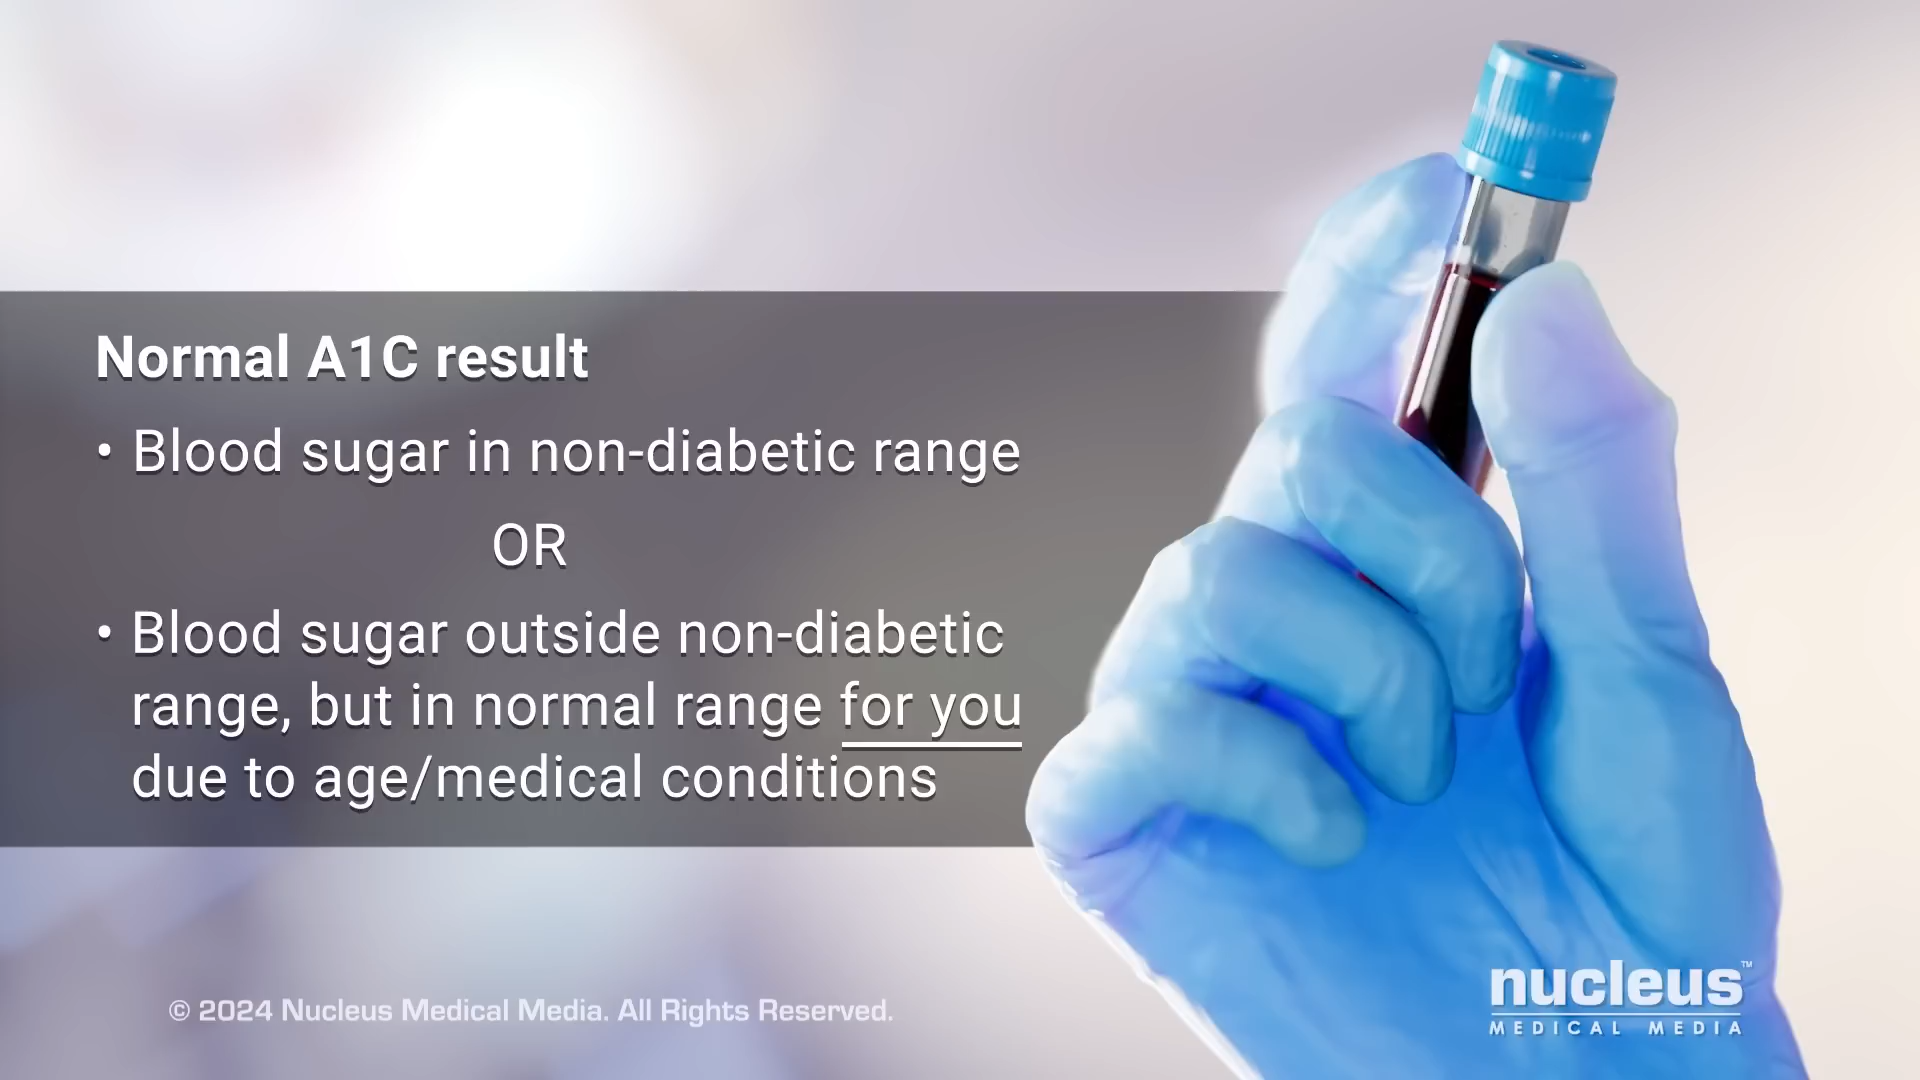 Normal A1C result
• Blood sugar in non-diabetic range
OR
• Blood sugar outside non-diabetic
range, but in normal range for you
due to age/medical conditions
© 2024 Nucleus Medical Media. All Rights Reserved.
nucleus™
MEDICAL MEDIA